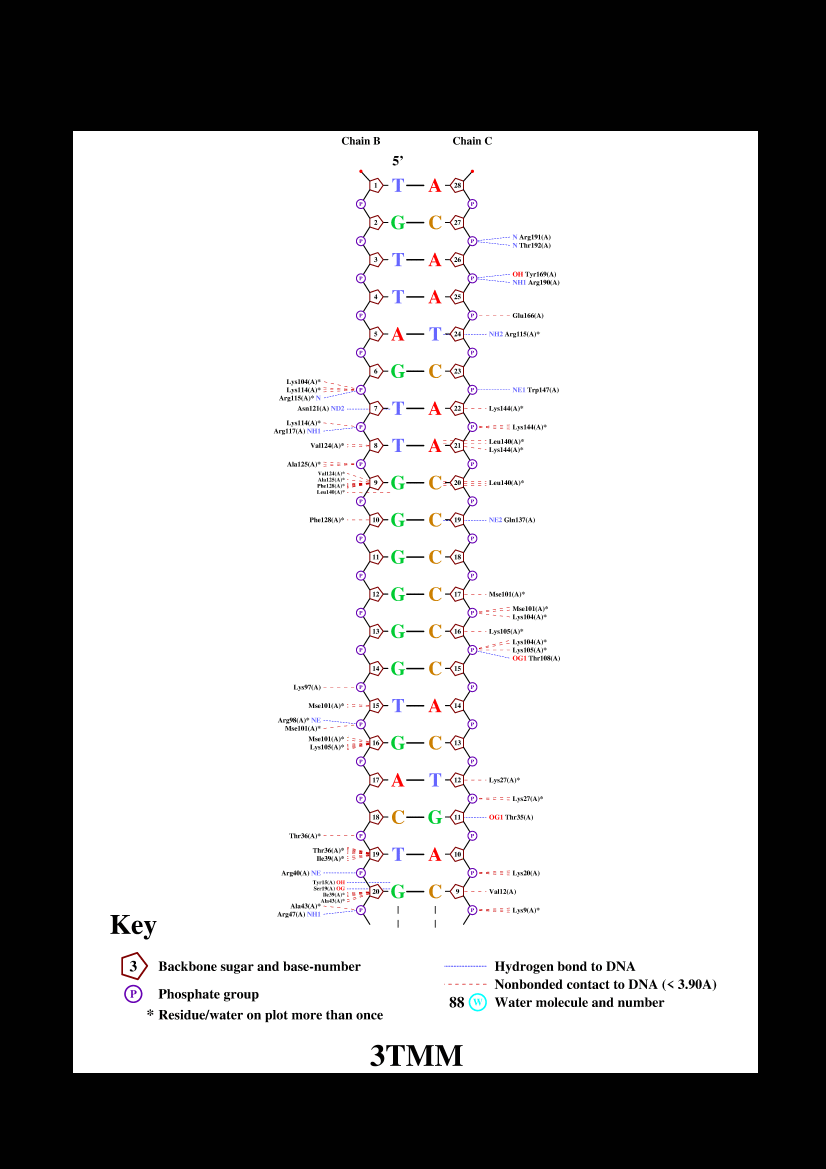 Chain B Chain C
5’
1 T A 28
P P
2 G C 27
P P N Arg191(A)
N Thr192(A)
3 T A 26
P P OH Tyr169(A)
NH1 Arg190(A)
4 T A 25
P P Glu166(A)
5 A T 24 NH2 Arg115(A)*
P P
6 G C 23
Lys104(A)*
Lys114(A)* P P NE1 Trp147(A)
Arg115(A)* N
Asn121(A) ND2 7 T A 22 Lys144(A)*
Lys114(A)* P P Lys144(A)*
Arg117(A) NH1
Val124(A)* 8 T A 21 Leu140(A)*
Lys144(A)*
Ala125(A)* P P
Val124(A)*
Ala125(A)*
Phe128(A)* 9 G C 20 Leu140(A)*
Leu140(A)*
P P
Phe128(A)* 10 G C 19 NE2 Gln137(A)
P P
11 G C 18
P P
12 G C 17 Mse101(A)*
P P Mse101(A)*
Lys104(A)*
13 G C 16 Lys105(A)*
P P Lys104(A)*
Lys105(A)*
OG1 Thr108(A)
14 G C 15
Lys97(A) P P
Mse101(A)* 15 T A 14
Arg98(A)* NE P P
Mse101(A)*
Mse101(A)* 16 G C 13
Lys105(A)*
P P
17 A T 12 Lys27(A)*
P P Lys27(A)*
18 C G 11 OG1 Thr35(A)
Thr36(A)* P P
Thr36(A)* 19 T A 10
Ile39(A)*
Arg40(A) NE P P Lys20(A)
Tyr15(A) OH
Ser19(A) OG
Ile39(A)* 20 G C 9 Val12(A)
Ala43(A)*
Ala43(A)* P P Lys9(A)*
Arg47(A) NH1
Key
3 Backbone sugar and base-number
P Phosphate group
* Residue/water on plot more than once
Hydrogen bond to DNA
Nonbonded contact to DNA (< 3.90A)
88 W Water molecule and number
3TMM